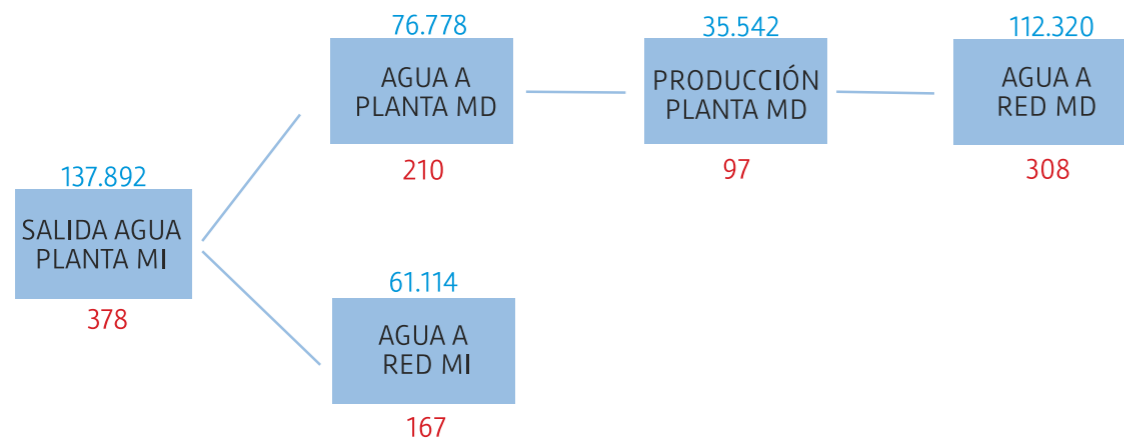 76.778
AGUA A
PLANTA MD
210
35.542
PRODUCCIÓN
PLANTA MD
97
112.320
AGUA A
RED MD
308
137.892
SALIDA AGUA
PLANTA MI
378
61.114
AGUA A
RED MI
167